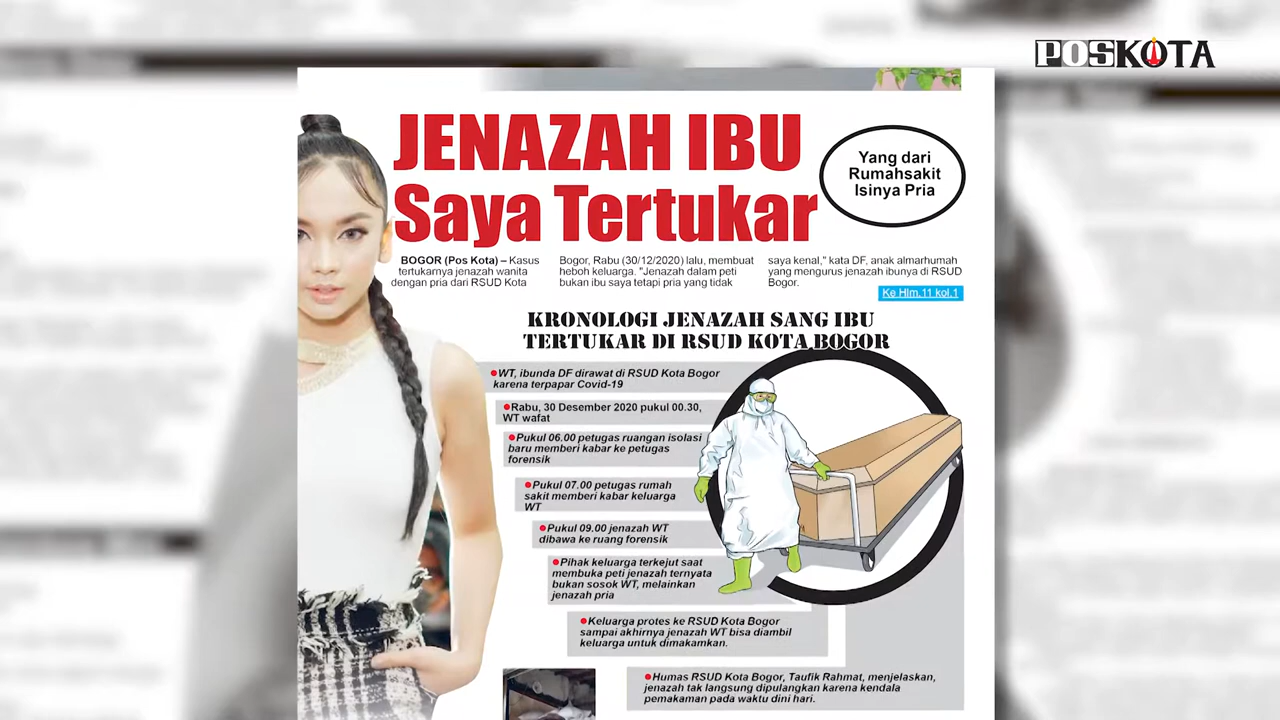 POSKOTA
JENAZAH IBU
Saya Tertukar
Yang dari
Rumahsakit
Isinya Pria
BOGOR (Pos Kota) – Kasus
tertukarnya jenazah wanita
dengan pria dari RSUD Kota
Bogor, Rabu (30/12/2020) lalu, membuat
heboh keluarga. "Jenazah dalam peti
bukan ibu saya tetapi pria yang tidak
saya kenal," kata DF, anak almarhumah
yang mengurus jenazah ibunya di RSUD
Bogor.
Ke Hlm.11 kol.1
KRONOLOGI JENAZAH SANG IBU
TERTUKAR DI RSUD KOTA BOGOR
WT, ibunda DF dirawat di RSUD Kota Bogor
karena terpapar Covid-19
Rabu, 30 Desember 2020 pukul 00.30,
WT wafat
Pukul 06.00 petugas ruangan isolasi
baru memberi kabar ke petugas
forensik
Pukul 07.00 petugas rumah
sakit memberi kabar keluarga
WT
Pukul 09.00 jenazah WT
dibawa ke ruang forensik
Pihak keluarga terkejut saat
membuka peti jenazah ternyata
bukan sosok WT, melainkan
jenazah pria
Keluarga protes ke RSUD Kota Bogor
sampai akhirnya jenazah WT bisa diambil
keluarga untuk dimakamkan.
Humas RSUD Kota Bogor, Taufik Rahmat, menjelaskan,
jenazah tak langsung dipulangkan karena kendala
pemakaman pada waktu dini hari.